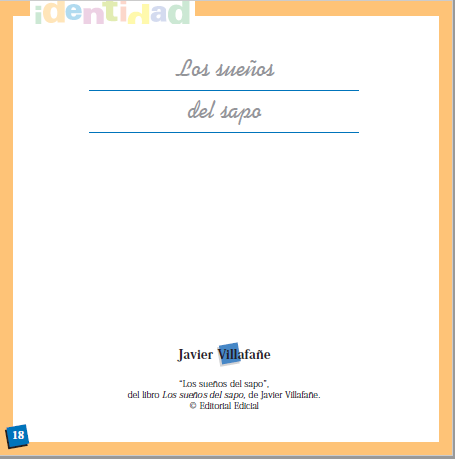 identidad
Los sueños
del sapo
Javier Villafañe
“Los sueños del sapo”,
del libro Los sueños del sapo, de Javier Villafañe.
© Editorial Edicial
18